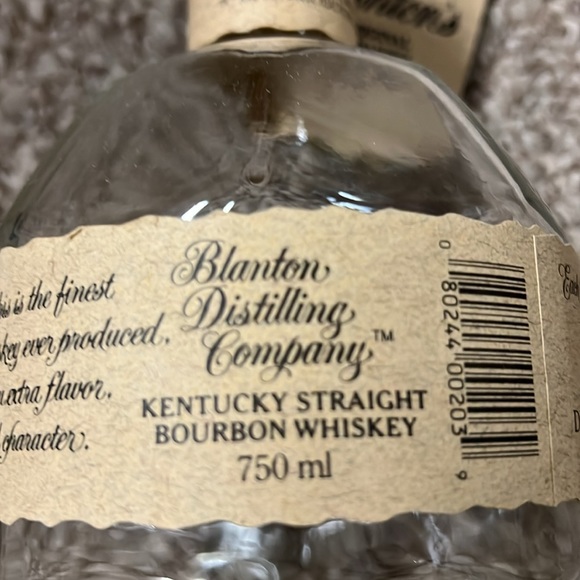 his is the finest
key ever produced.
extra flavor.
character.
Blanton
Distilling
Company™
KENTUCKY STRAIGHT
BOURBON WHISKEY
750 ml
0 80244 00203 9